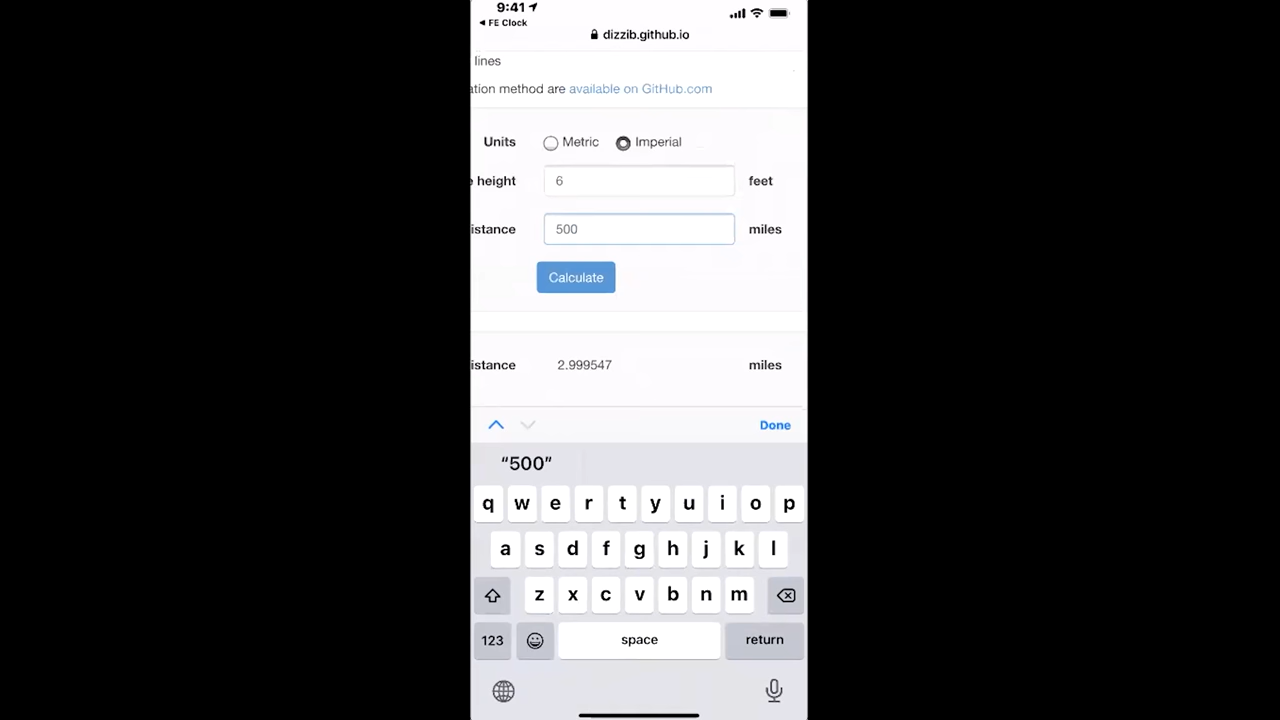 9:41
◀ FE Clock
dizzib.github.io
lines
ation method are available on GitHub.com
Units Metric Imperial
e height 6 feet
istance 500 miles
Calculate
istance 2.999547 miles
Done
“500”
q w e r t y u i o p
a s d f g h j k l
z x c v b n m
123 space return